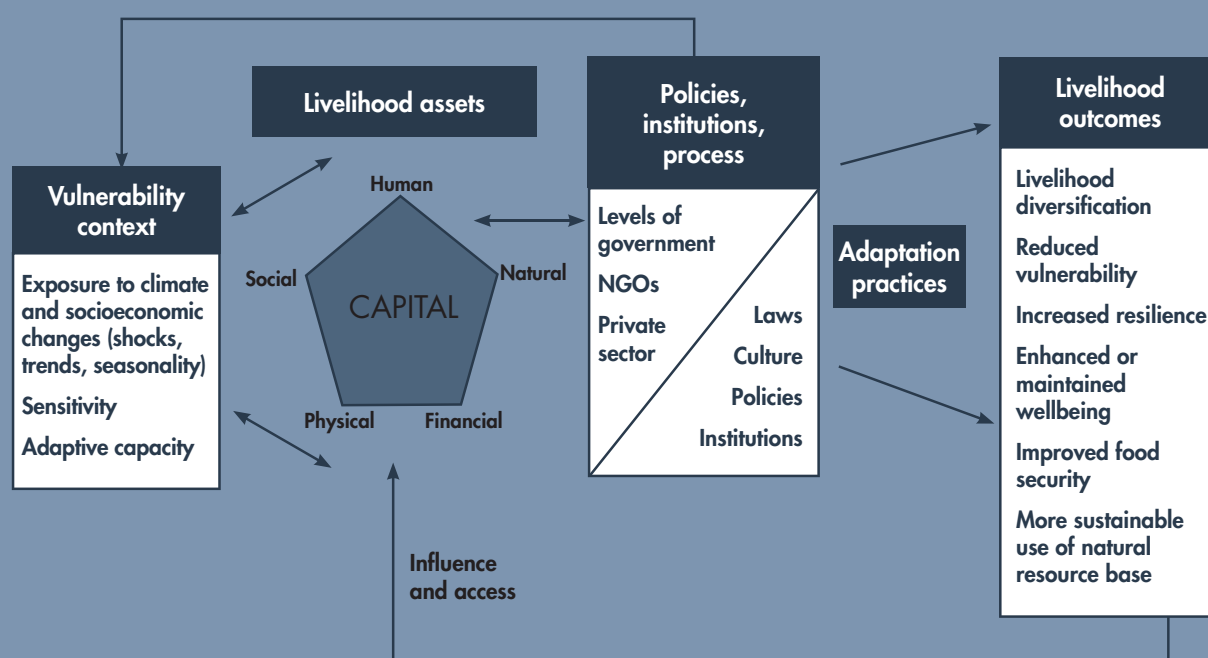 Livelihood assets
Policies,
institutions,
process
Livelihood
outcomes
Vulnerability
context
Exposure to climate
and socioeconomic
changes (shocks,
trends, seasonality)
Sensitivity
Adaptive capacity
Human
Social
Natural
CAPITAL
Physical
Financial
Levels of
government
NGOs
Private
sector
Laws
Culture
Policies
Institutions
Adaptation
practices
Livelihood
diversification
Reduced
vulnerability
Increased resilience
Enhanced or
maintained
wellbeing
Improved food
security
More sustainable
use of natural
resource base
Influence
and access